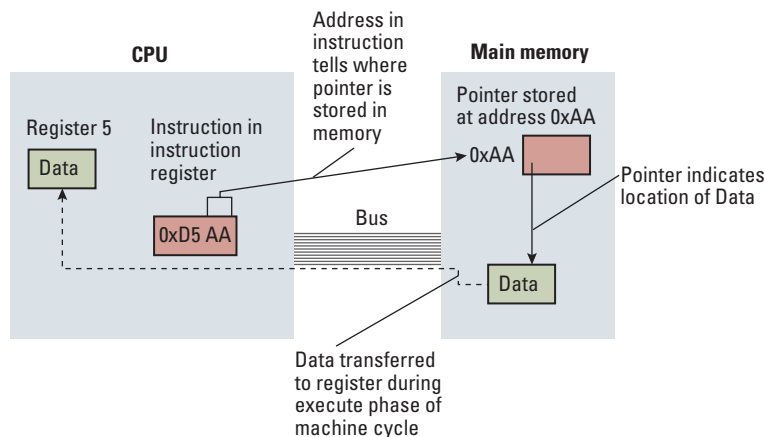 CPU
Address in
instruction
tells where
pointer is
stored in
memory
Main memory
Register 5
Data
Instruction in
instruction
register
0xD5 AA
Bus
Pointer stored
at address 0xAA
0xAA
Pointer indicates
location of Data
Data
Data transferred
to register during
execute phase of
machine cycle